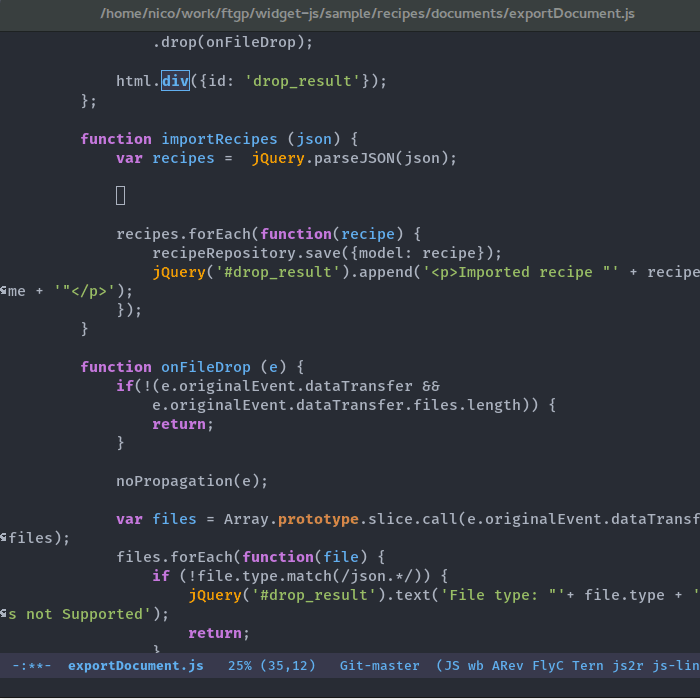 /home/nico/work/ftgp/widget-js/sample/recipes/documents/exportDocument.js
.drop(onFileDrop);
html.div({id: 'drop_result'});
};
function importRecipes (json) {
var recipes =  jQuery.parseJSON(json);
recipes.forEach(function(recipe) {
recipeRepository.save({model: recipe});
jQuery('#drop_result').append('<p>Imported recipe "' + recipe
me + '"</p>');
});
}
function onFileDrop (e) {
if(!(e.originalEvent.dataTransfer &&
e.originalEvent.dataTransfer.files.length)) {
return;
}
noPropagation(e);
var files = Array.prototype.slice.call(e.originalEvent.dataTransf
files);
files.forEach(function(file) {
if (!file.type.match(/json.*/)) {
jQuery('#drop_result').text('File type: "'+ file.type + '
s not Supported');
return;
}
-:**-  exportDocument.js   25% (35,12)   Git-master  (JS wb ARev FlyC Tern js2r js-lin